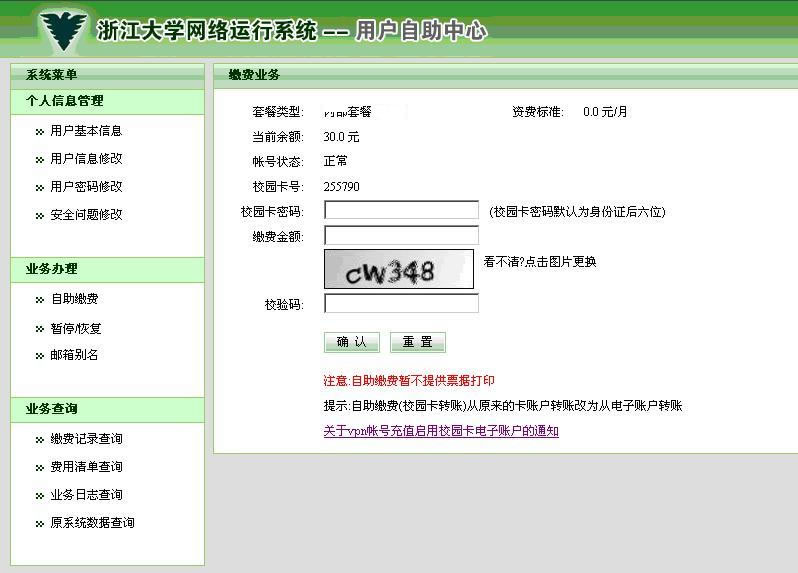 浙江大学网络运行系统 -- 用户自助中心
系统菜单
个人信息管理
用户基本信息
用户信息修改
用户密码修改
安全问题修改
业务办理
自助缴费
暂停/恢复
邮箱别名
业务查询
缴费记录查询
费用清单查询
业务日志查询
原系统数据查询
缴费业务
套餐类型: 套餐 资费标准: 0.0 元/月
当前余额: 30.0 元
帐号状态: 正常
校园卡号: 255790
校园卡密码: (校园卡密码默认为身份证后六位)
缴费金额:
cw348 看不清?点击图片更换
校验码:
确 认 重 置
注意:自助缴费暂不提供票据打印
提示:自助缴费(校园卡转账)从原来的卡账户转账改为从电子账户转账
关于vpn帐号充值启用校园卡电子账户的通知